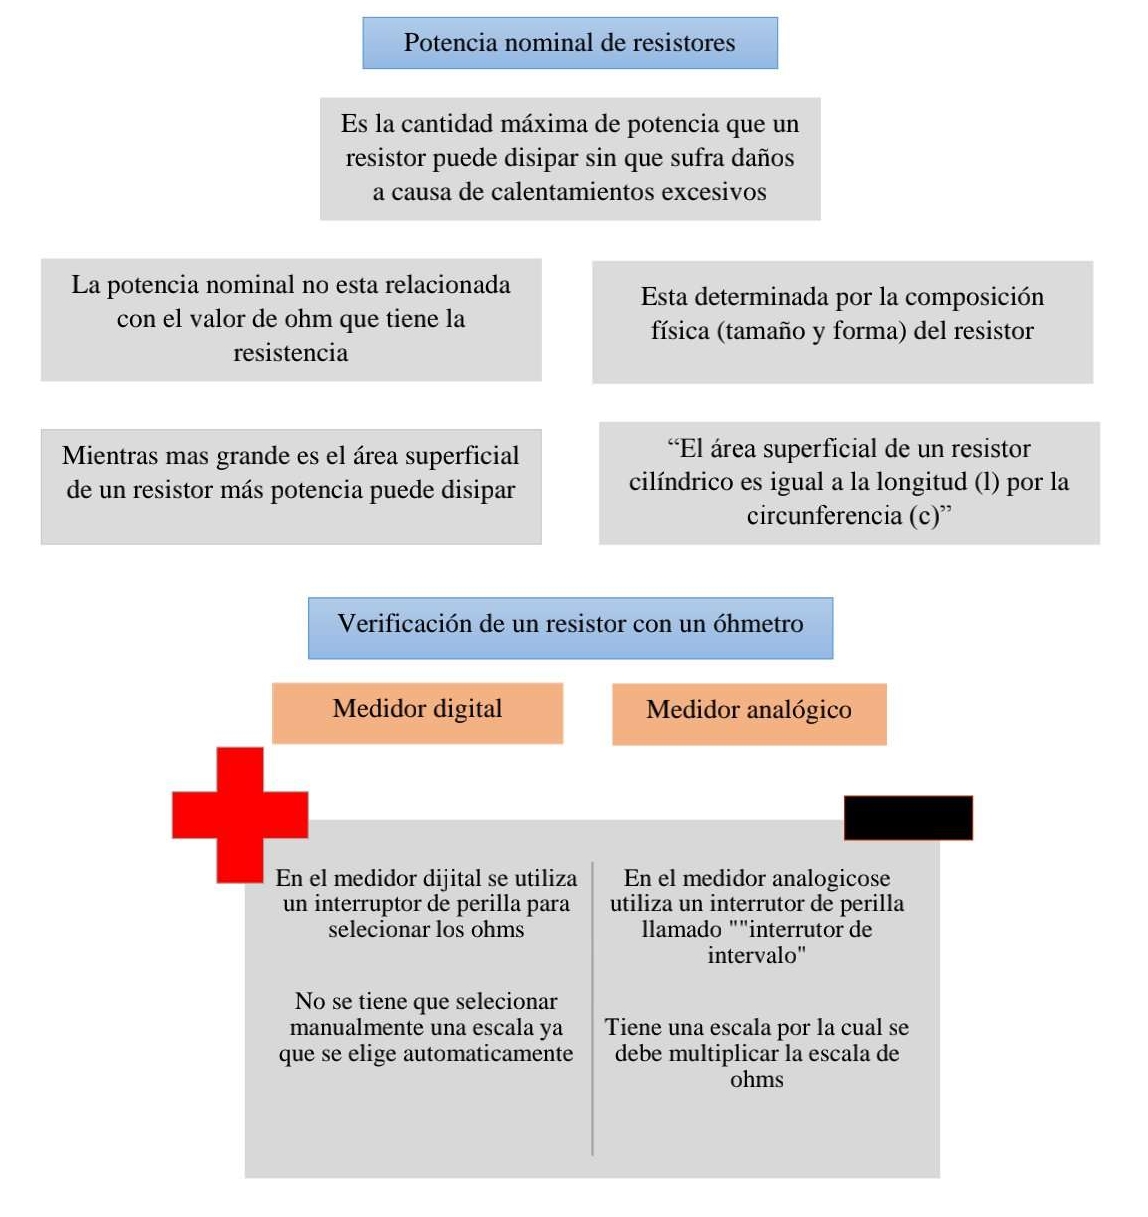 Potencia nominal de resistores
Es la cantidad máxima de potencia que un
resistor puede disipar sin que sufra daños
a causa de calentamientos excesivos
La potencia nominal no esta relacionada
con el valor de ohm que tiene la
resistencia
Esta determinada por la composición
física (tamaño y forma) del resistor
Mientras mas grande es el área superficial
de un resistor más potencia puede disipar
“El área superficial de un resistor
cilíndrico es igual a la longitud (l) por la
circunferencia (c)”
Verificación de un resistor con un óhmetro
Medidor digital
Medidor analógico
En el medidor dijital se utiliza
un interruptor de perilla para
selecionar los ohms
No se tiene que selecionar
manualmente una escala ya
que se elige automaticamente
En el medidor analogicose
utiliza un interrutor de perilla
llamado ""interrutor de
intervalo"
Tiene una escala por la cual se
debe multiplicar la escala de
ohms